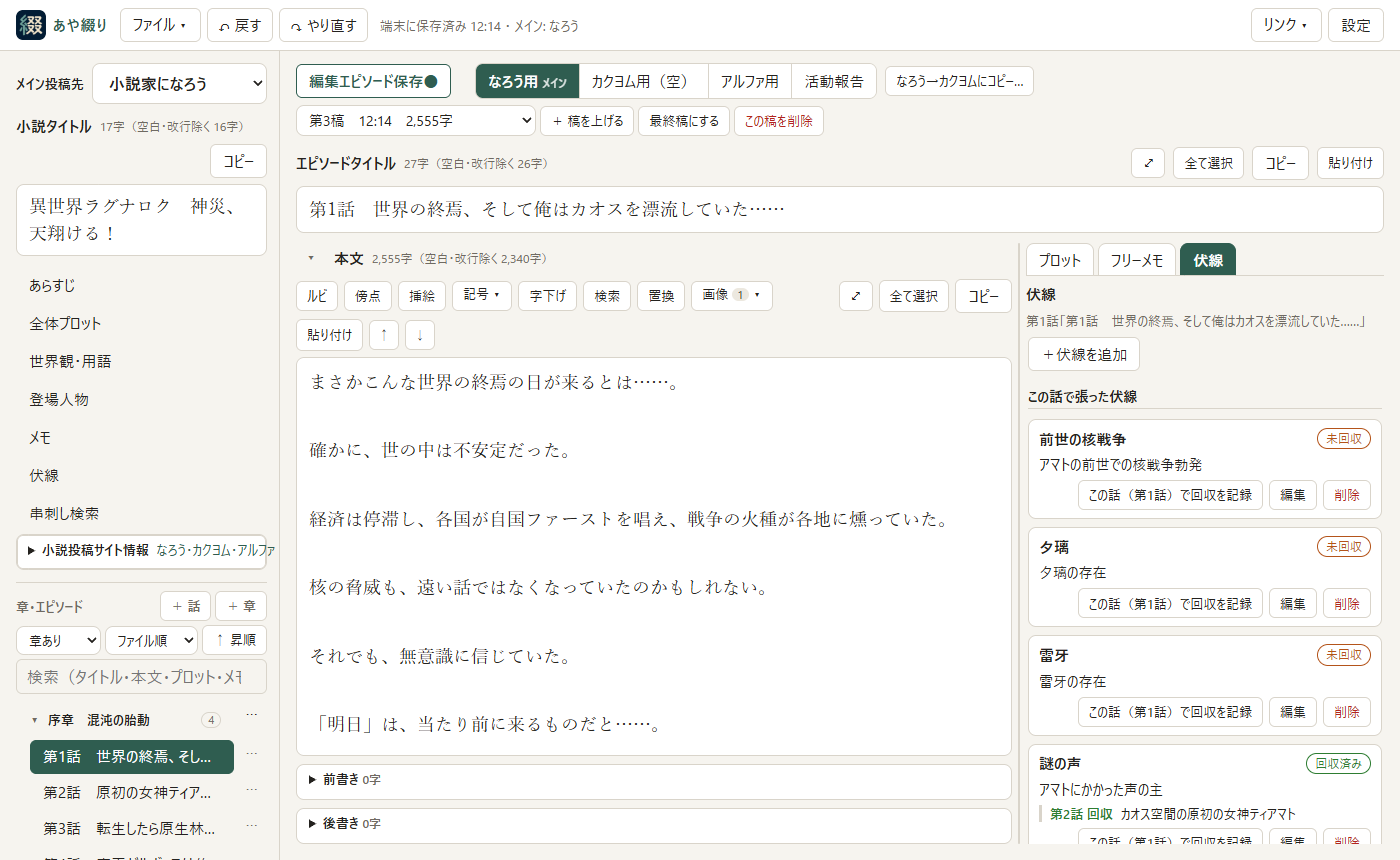 綴 あや綴り ファイル ▾ 戻す やり直す 端末に保存済み 12:14・メイン: なろう リンク ▾ 設定
メイン投稿先 小説家になろう
小説タイトル 17字（空白・改行除く16字）
コピー
異世界ラグナロク　神災、
天翔ける！
あらすじ
全体プロット
世界観・用語
登場人物
メモ
伏線
串刺し検索
▶ 小説投稿サイト情報 なろう・カクヨム・アルファ
章・エピソード ＋ 話 ＋ 章
章あり ファイル順 ↑ 昇順
検索（タイトル・本文・プロット・メモ
▾ 序章　混沌の胎動 4 …
第1話　世界の終焉、そし... …
第2話　原初の女神ティア... …
第3話　転生したら原生林... …
編集エピソード保存● なろう用 メイン カクヨム用（空） アルファ用 活動報告 なろう→カクヨムにコピー...
第3稿　12:14　2,555字 ＋ 稿を上げる 最終稿にする この稿を削除
エピソードタイトル 27字（空白・改行除く26字） ⤢ 全て選択 コピー 貼り付け
第1話　世界の終焉、そして俺はカオスを漂流していた……
▾ 本文 2,555字（空白・改行除く2,340字）
ルビ 傍点 挿絵 記号 ▾ 字下げ 検索 置換 画像 1 ▾ ⤢ 全て選択 コピー
貼り付け ↑ ↓
まさかこんな世界の終焉の日が来るとは……。
確かに、世の中は不安定だった。
経済は停滞し、各国が自国ファーストを唱え、戦争の火種が各地に燻っていた。
核の脅威も、遠い話ではなくなっていたのかもしれない。
それでも、無意識に信じていた。
「明日」は、当たり前に来るものだと……。
▶ 前書き 0字
▶ 後書き 0字
プロット フリーメモ 伏線
伏線
第1話「第1話　世界の終焉、そして俺はカオスを漂流していた……」
＋伏線を追加
この話で張った伏線
前世の核戦争 未回収
アマトの前世での核戦争勃発
この話（第1話）で回収を記録 編集 削除
夕璃 未回収
夕璃の存在
この話（第1話）で回収を記録 編集 削除
雷牙 未回収
雷牙の存在
この話（第1話）で回収を記録 編集 削除
謎の声 回収済み
アマトにかかった声の主
第2話 回収 カオス空間の原初の女神ティアマト
この話（第1話）で回収を記録 編集 削除